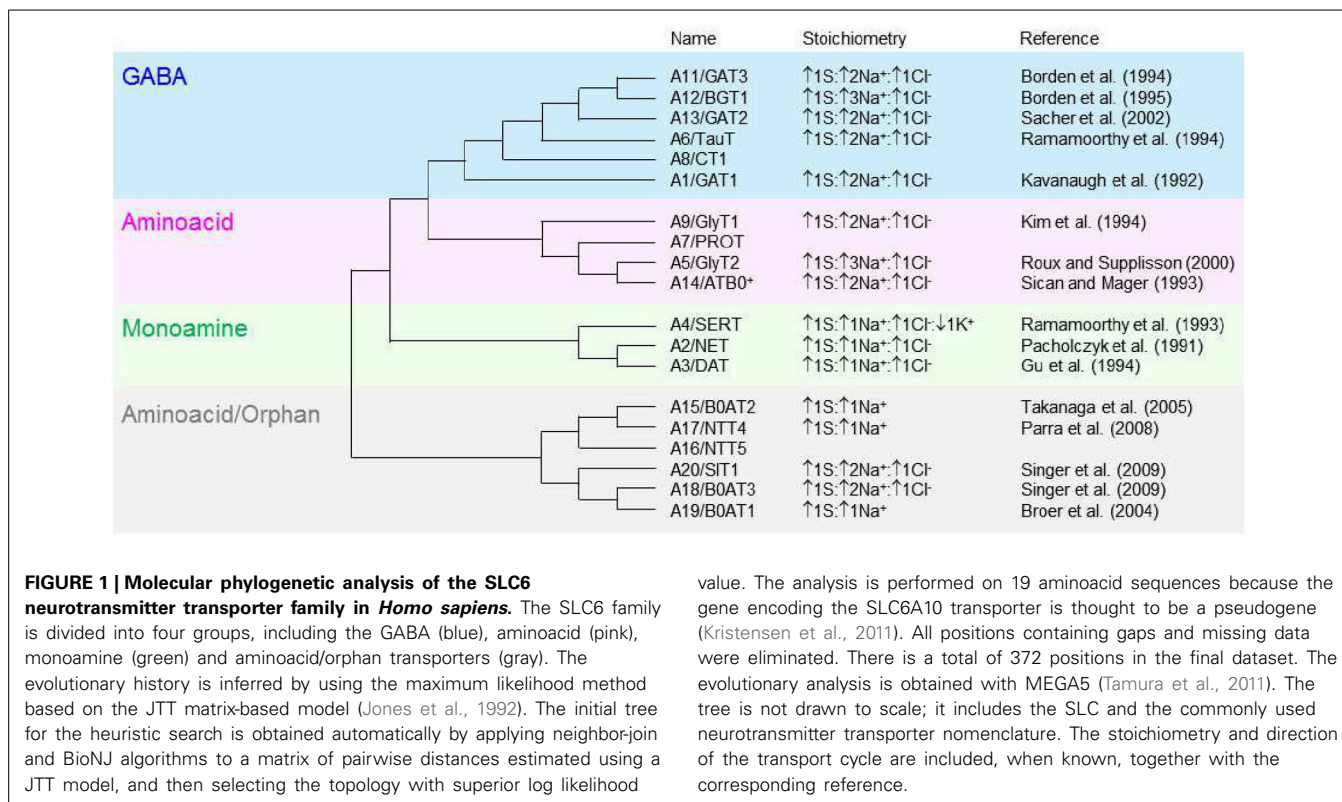 Name Stoichiometry Reference
GABA
A11/GAT3 ↑1S:↑2Na⁺:↑1Cl⁻ Borden et al. (1994)
A12/BGT1 ↑1S:↑3Na⁺:↑1Cl⁻ Borden et al. (1995)
A13/GAT2 ↑1S:↑2Na⁺:↑1Cl⁻ Sacher et al. (2002)
A6/TauT ↑1S:↑2Na⁺:↑1Cl⁻ Ramamoorthy et al. (1994)
A8/CT1
A1/GAT1 ↑1S:↑2Na⁺:↑1Cl⁻ Kavanaugh et al. (1992)
Aminoacid
A9/GlyT1 ↑1S:↑2Na⁺:↑1Cl⁻ Kim et al. (1994)
A7/PROT
A5/GlyT2 ↑1S:↑3Na⁺:↑1Cl⁻ Roux and Supplisson (2000)
A14/ATB0⁺ ↑1S:↑2Na⁺:↑1Cl⁻ Sican and Mager (1993)
Monoamine
A4/SERT ↑1S:↑1Na⁺:↑1Cl⁻:↓1K⁺ Ramamoorthy et al. (1993)
A2/NET ↑1S:↑1Na⁺:↑1Cl⁻ Pacholczyk et al. (1991)
A3/DAT ↑1S:↑1Na⁺:↑1Cl⁻ Gu et al. (1994)
Aminoacid/Orphan
A15/B0AT2 ↑1S:↑1Na⁺ Takanaga et al. (2005)
A17/NTT4 ↑1S:↑1Na⁺ Parra et al. (2008)
A16/NTT5
A20/SIT1 ↑1S:↑2Na⁺:↑1Cl⁻ Singer et al. (2009)
A18/B0AT3 ↑1S:↑2Na⁺:↑1Cl⁻ Singer et al. (2009)
A19/B0AT1 ↑1S:↑1Na⁺ Broer et al. (2004)
FIGURE 1 | Molecular phylogenetic analysis of the SLC6
neurotransmitter transporter family in Homo sapiens. The SLC6 family
is divided into four groups, including the GABA (blue), aminoacid (pink),
monoamine (green) and aminoacid/orphan transporters (gray). The
evolutionary history is inferred by using the maximum likelihood method
based on the JTT matrix-based model (Jones et al., 1992). The initial tree
for the heuristic search is obtained automatically by applying neighbor-join
and BioNJ algorithms to a matrix of pairwise distances estimated using a
JTT model, and then selecting the topology with superior log likelihood
value. The analysis is performed on 19 aminoacid sequences because the
gene encoding the SLC6A10 transporter is thought to be a pseudogene
(Kristensen et al., 2011). All positions containing gaps and missing data
were eliminated. There is a total of 372 positions in the final dataset. The
evolutionary analysis is obtained with MEGA5 (Tamura et al., 2011). The
tree is not drawn to scale; it includes the SLC and the commonly used
neurotransmitter transporter nomenclature. The stoichiometry and direction
of the transport cycle are included, when known, together with the
corresponding reference.